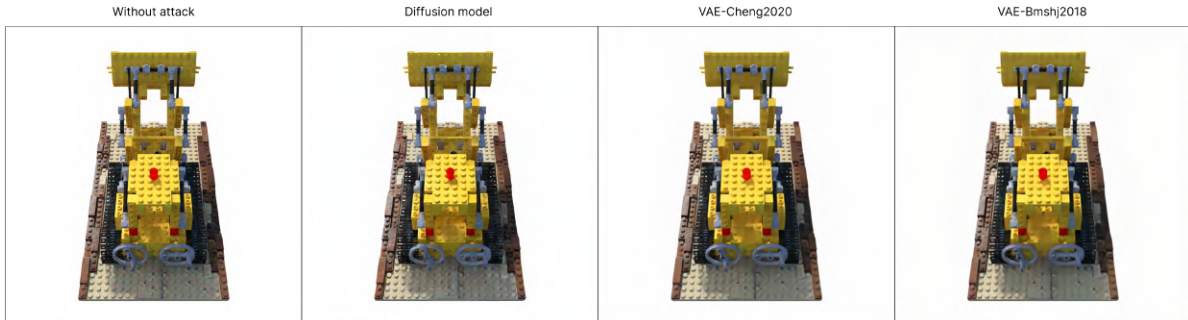 Without attack
Diffusion model
VAE-Cheng2020
VAE-Bmshj2018